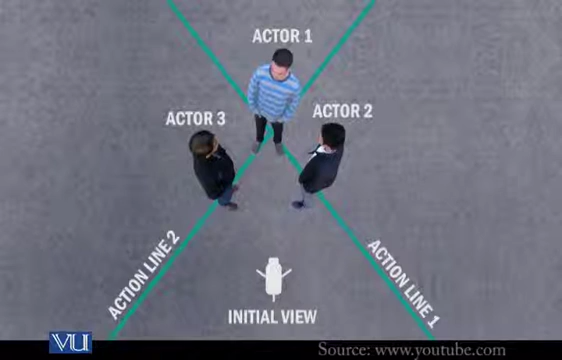 ACTOR 1
ACTOR 3
ACTOR 2
ACTION LINE 2
ACTION LINE 1
INITIAL VIEW
VU
Source: www.youtube.com